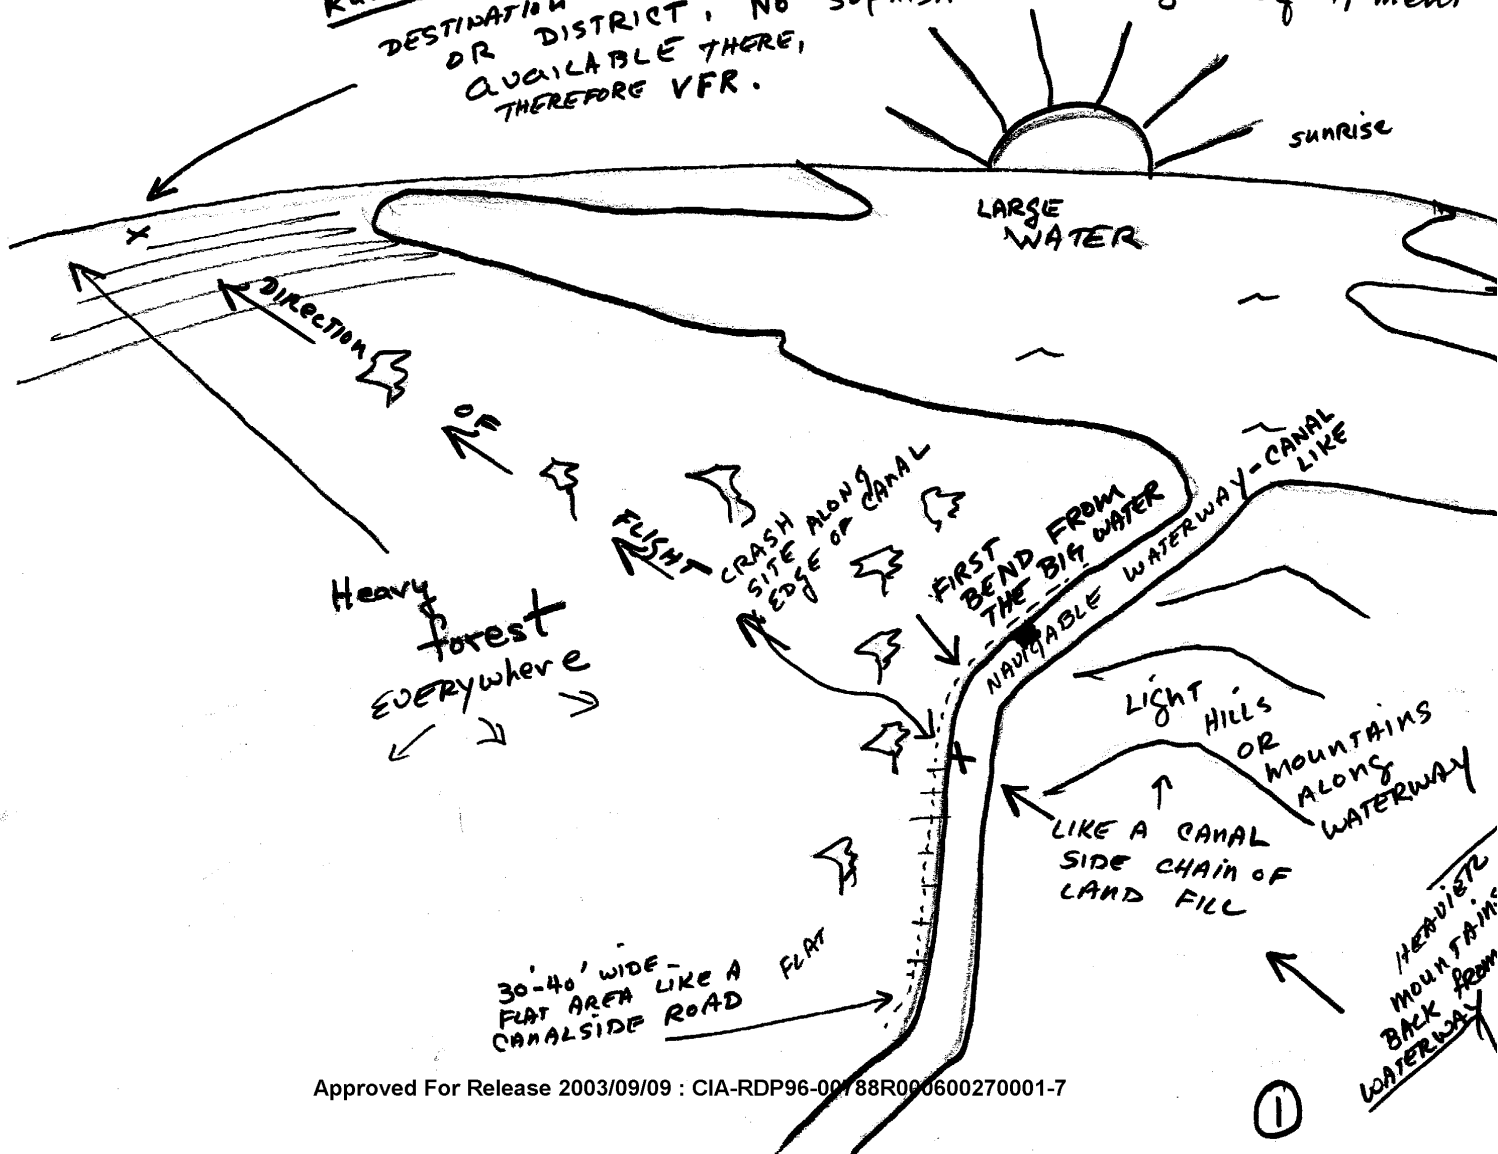 DESTINATION
OR DISTRICT. NO
AVAILABLE THERE,
THEREFORE VFR.
SUNRISE
LARGE
WATER
DIRECTION
OF
FLIGHT
CRASH
SITE ALONG
EDGE OF CANAL
FIRST
BEND FROM
THE BIG WATER
NAVIGABLE WATERWAY-CANAL
LIKE
Heavy
forest
EVERYwhere
Light
HILLS
OR
MOUNTAINS
ALONG
WATERWAY
LIKE A CANAL
SIDE CHAIN OF
LAND FILL
HEAVIER
MOUNTAINS
BACK FROM
WATERWAY
FLAT
30'-40' WIDE-
FLAT AREA LIKE A
CANALSIDE ROAD
Approved For Release 2003/09/09 : CIA-RDP96-00788R000600270001-7
1